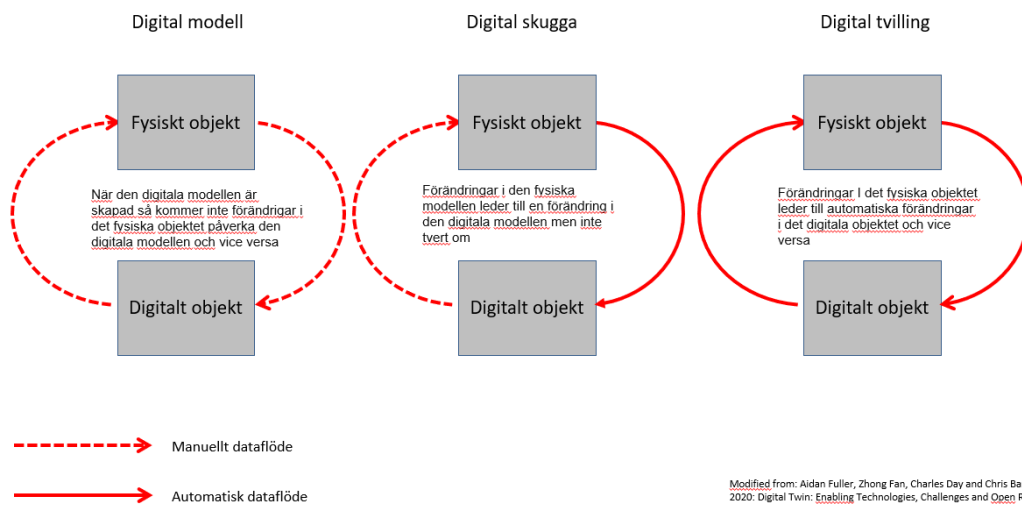 Digital modell
Digital skugga
Digital tvilling
Fysiskt objekt
Fysiskt objekt
Fysiskt objekt
När den digitala modellen är
skapad så kommer inte förändrigar i
det fysiska objektet påverka den
digitala modellen och vice versa
Förändringar i den fysiska
modellen leder till en förändring i
den digitala modellen men inte
tvert om
Förändringar I det fysiska objektet
leder till automatiska förändringar
i det digitala objektet och vice
versa
Digitalt objekt
Digitalt objekt
Digitalt objekt
Manuellt dataflöde
Automatisk dataflöde
Modified from: Aidan Fuller, Zhong Fan, Charles Day and Chris Ba
2020: Digital Twin: Enabling Technologies, Challenges and Open R